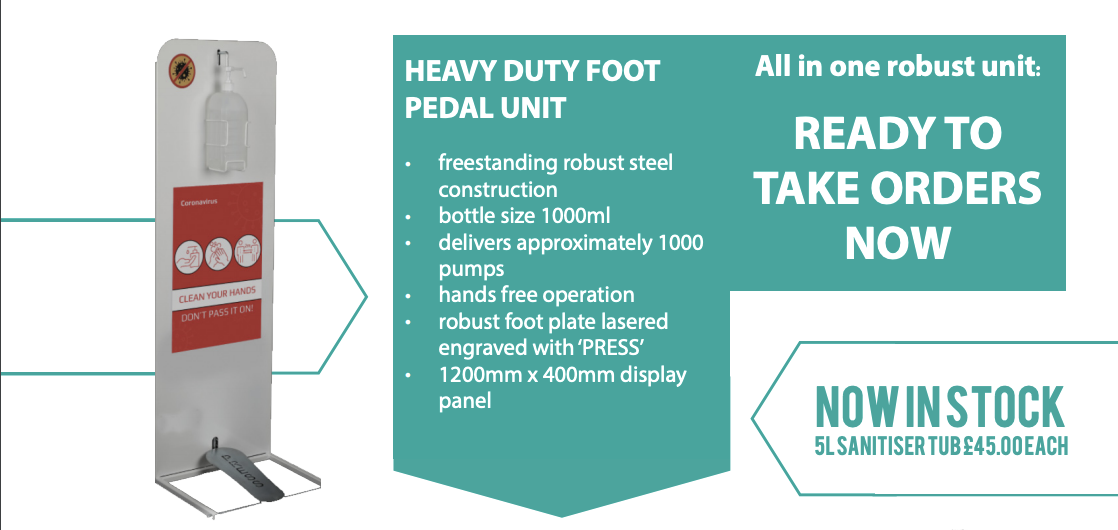 Coronavirus
CLEAN YOUR HANDS
DON'T PASS IT ON!
HEAVY DUTY FOOT
PEDAL UNIT
• freestanding robust steel
construction
• bottle size 1000ml
• delivers approximately 1000
pumps
• hands free operation
• robust foot plate lasered
engraved with ‘PRESS’
• 1200mm x 400mm display
panel
All in one robust unit:
READY TO
TAKE ORDERS
NOW
NOW IN STOCK
5L SANITISER TUB £45.00 EACH